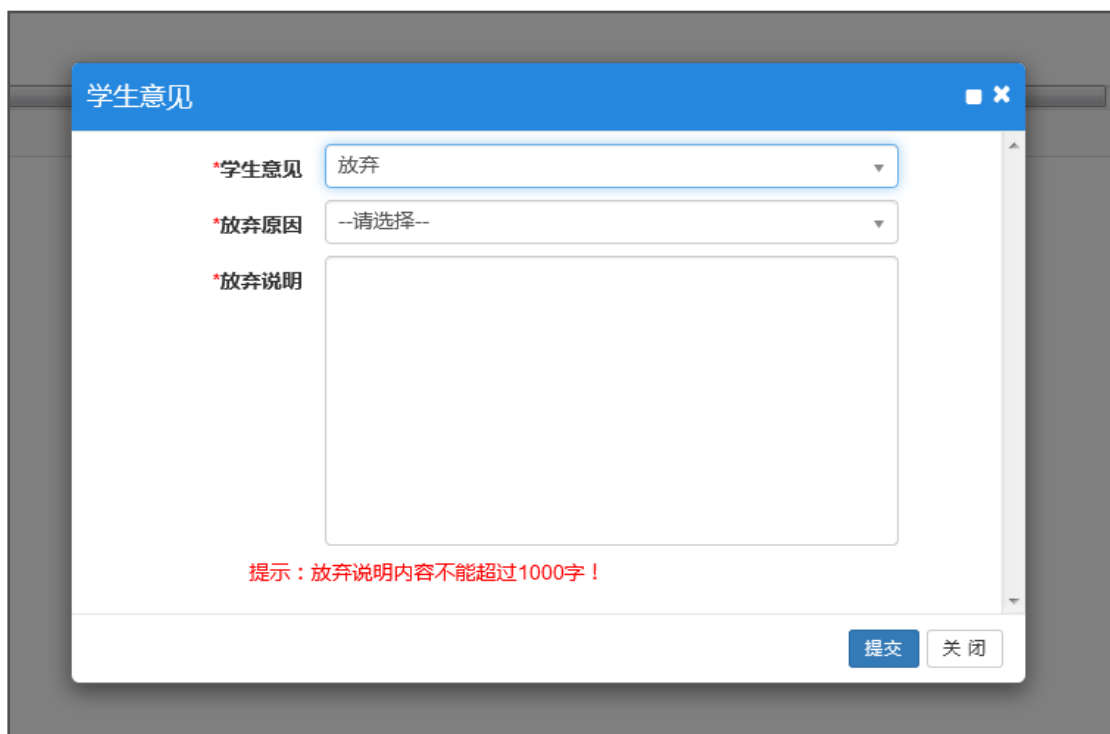 学生意见
*学生意见 放弃
*放弃原因 --请选择--
*放弃说明
提示：放弃说明内容不能超过1000字！
提交 关 闭